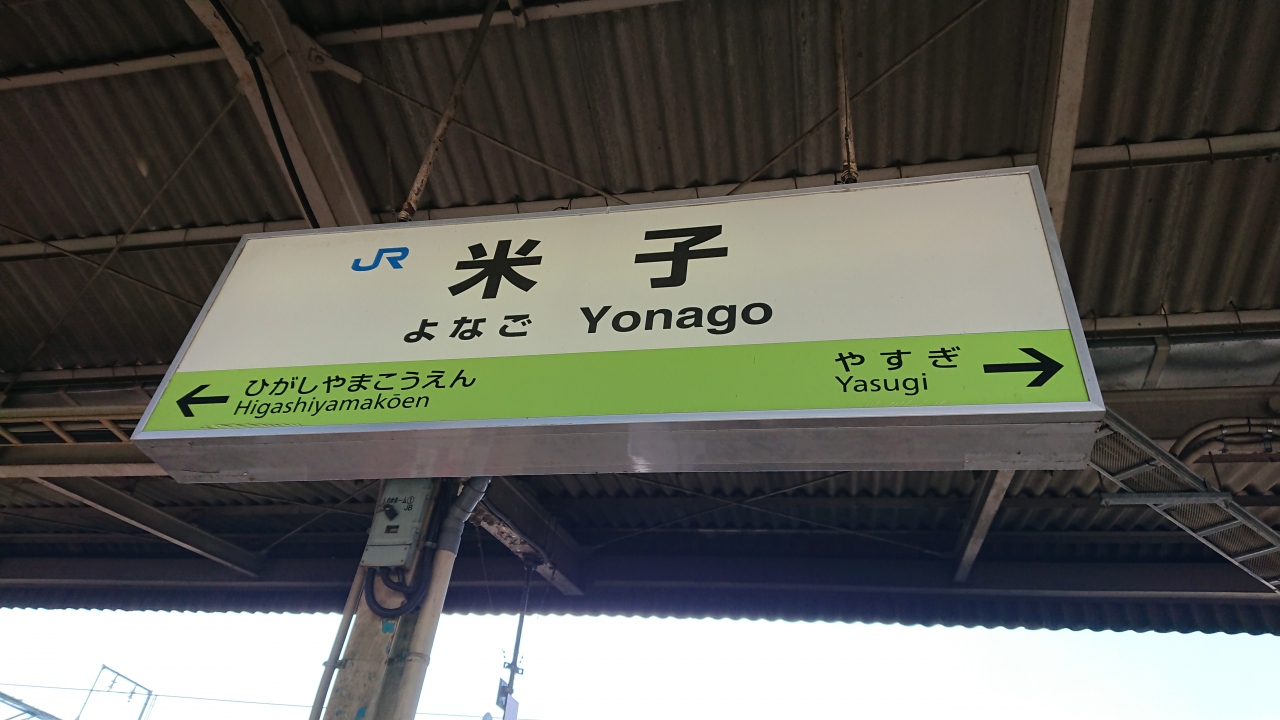 JR 米子
よなご Yonago
← ひがしやまこうえん
Higashiyamakōen
やすぎ →
Yasugi